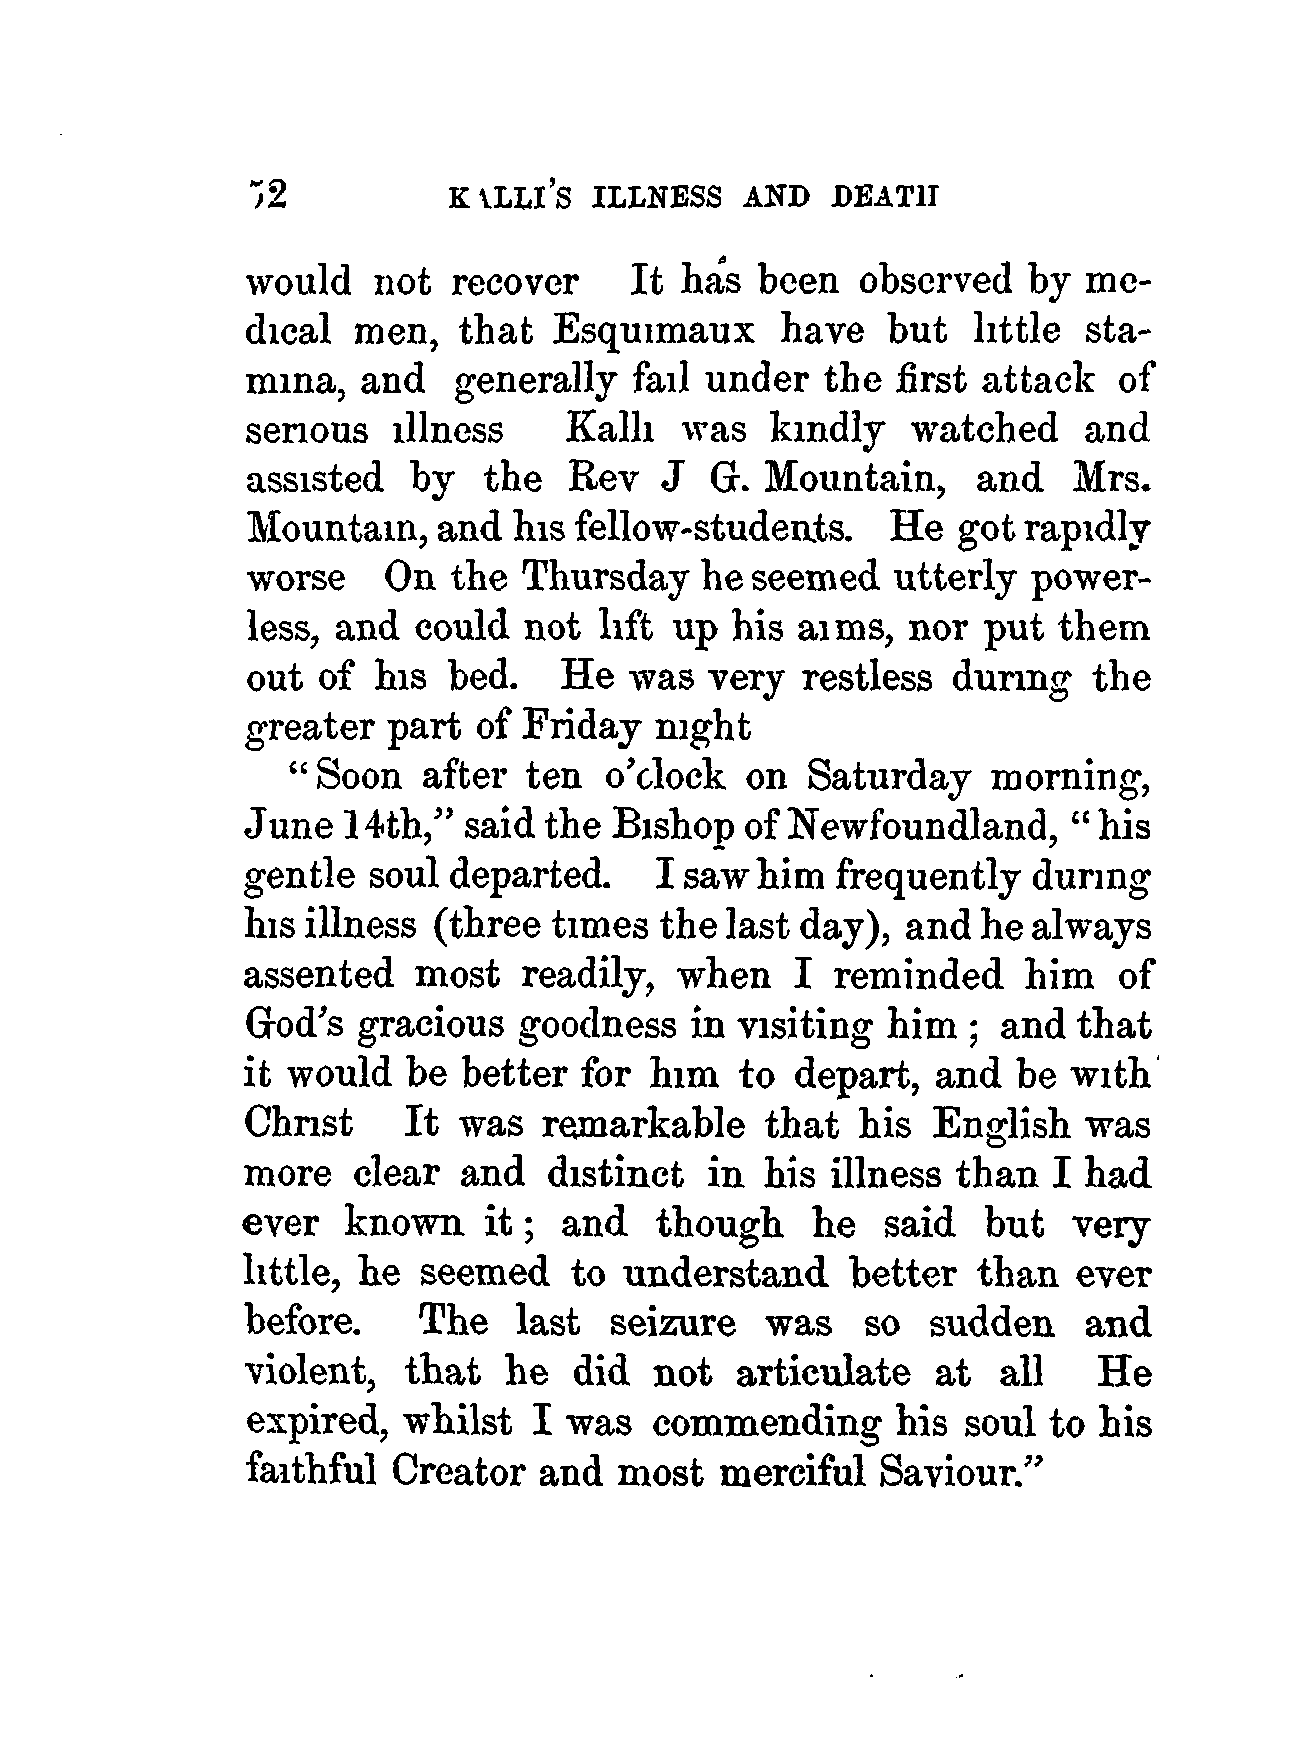 52 KALLI'S ILLNESS AND DEATH
would not recover It has been observed by me-
dical men, that Esquimaux have but little sta-
mina, and generally fail under the first attack of
serious illness Kalli was kindly watched and
assisted by the Rev J G. Mountain, and Mrs.
Mountain, and his fellow-students. He got rapidly
worse On the Thursday he seemed utterly power-
less, and could not lift up his arms, nor put them
out of his bed. He was very restless during the
greater part of Friday night
“Soon after ten o'clock on Saturday morning,
June 14th,” said the Bishop of Newfoundland, “his
gentle soul departed. I saw him frequently during
his illness (three times the last day), and he always
assented most readily, when I reminded him of
God's gracious goodness in visiting him ; and that
it would be better for him to depart, and be with
Christ It was remarkable that his English was
more clear and distinct in his illness than I had
ever known it ; and though he said but very
little, he seemed to understand better than ever
before. The last seizure was so sudden and
violent, that he did not articulate at all He
expired, whilst I was commending his soul to his
faithful Creator and most merciful Saviour.”